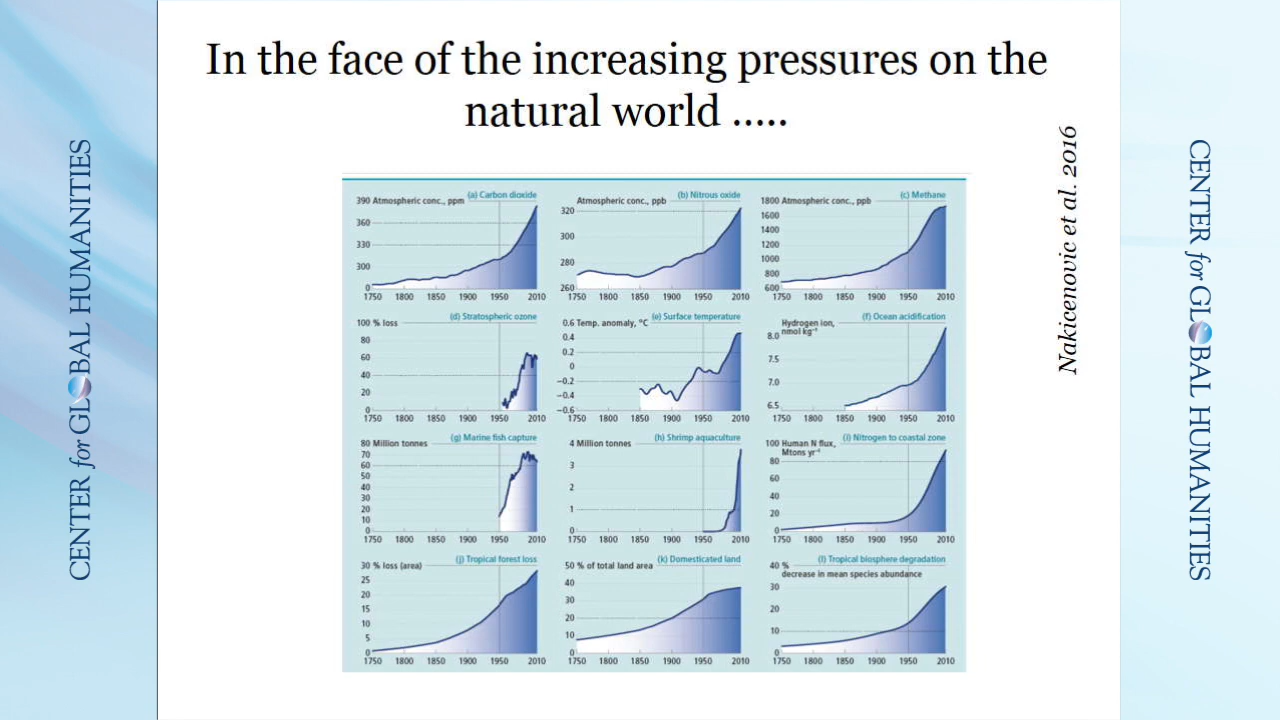 In the face of the increasing pressures on the
natural world .....
CENTER for GLOBAL HUMANITIES
Nakicenovic et al. 2016
CENTER for GLOBAL HUMANITIES
(a) Carbon dioxide
390 Atmospheric conc., ppm
360
330
300
0
1750 1800 1850 1900 1950 2010
(b) Nitrous oxide
Atmospheric conc., ppb
320
300
280
260
1750 1800 1850 1900 1950 2010
(c) Methane
1800 Atmospheric conc., ppb
1600
1400
1200
1000
800
600
1750 1800 1850 1900 1950 2010
(d) Stratospheric ozone
100 % loss
80
60
40
20
0
1750 1800 1850 1900 1950 2010
(e) Surface temperature
0.6 Temp. anomaly, °C
0.4
0.2
0
−0.2
−0.4
−0.6
1750 1800 1850 1900 1950 2010
(f) Ocean acidification
Hydrogen ion,
nmol kg⁻¹
8.0
7.5
7.0
6.5
1750 1800 1850 1900 1950 2010
(g) Marine fish capture
80 Million tonnes
70
60
50
40
30
20
10
0
1750 1800 1850 1900 1950 2010
(h) Shrimp aquaculture
4 Million tonnes
3
2
1
0
1750 1800 1850 1900 1950 2010
(i) Nitrogen to coastal zone
100 Human N flux,
Mtons yr⁻¹
80
60
40
20
0
1750 1800 1850 1900 1950 2010
(j) Tropical forest loss
30 % loss (area)
25
20
15
10
5
0
1750 1800 1850 1900 1950 2010
(k) Domesticated land
50 % of total land area
40
30
20
10
0
1750 1800 1850 1900 1950 2010
(l) Tropical biosphere degradation
40 %
decrease in mean species abundance
30
20
10
0
1750 1800 1850 1900 1950 2010